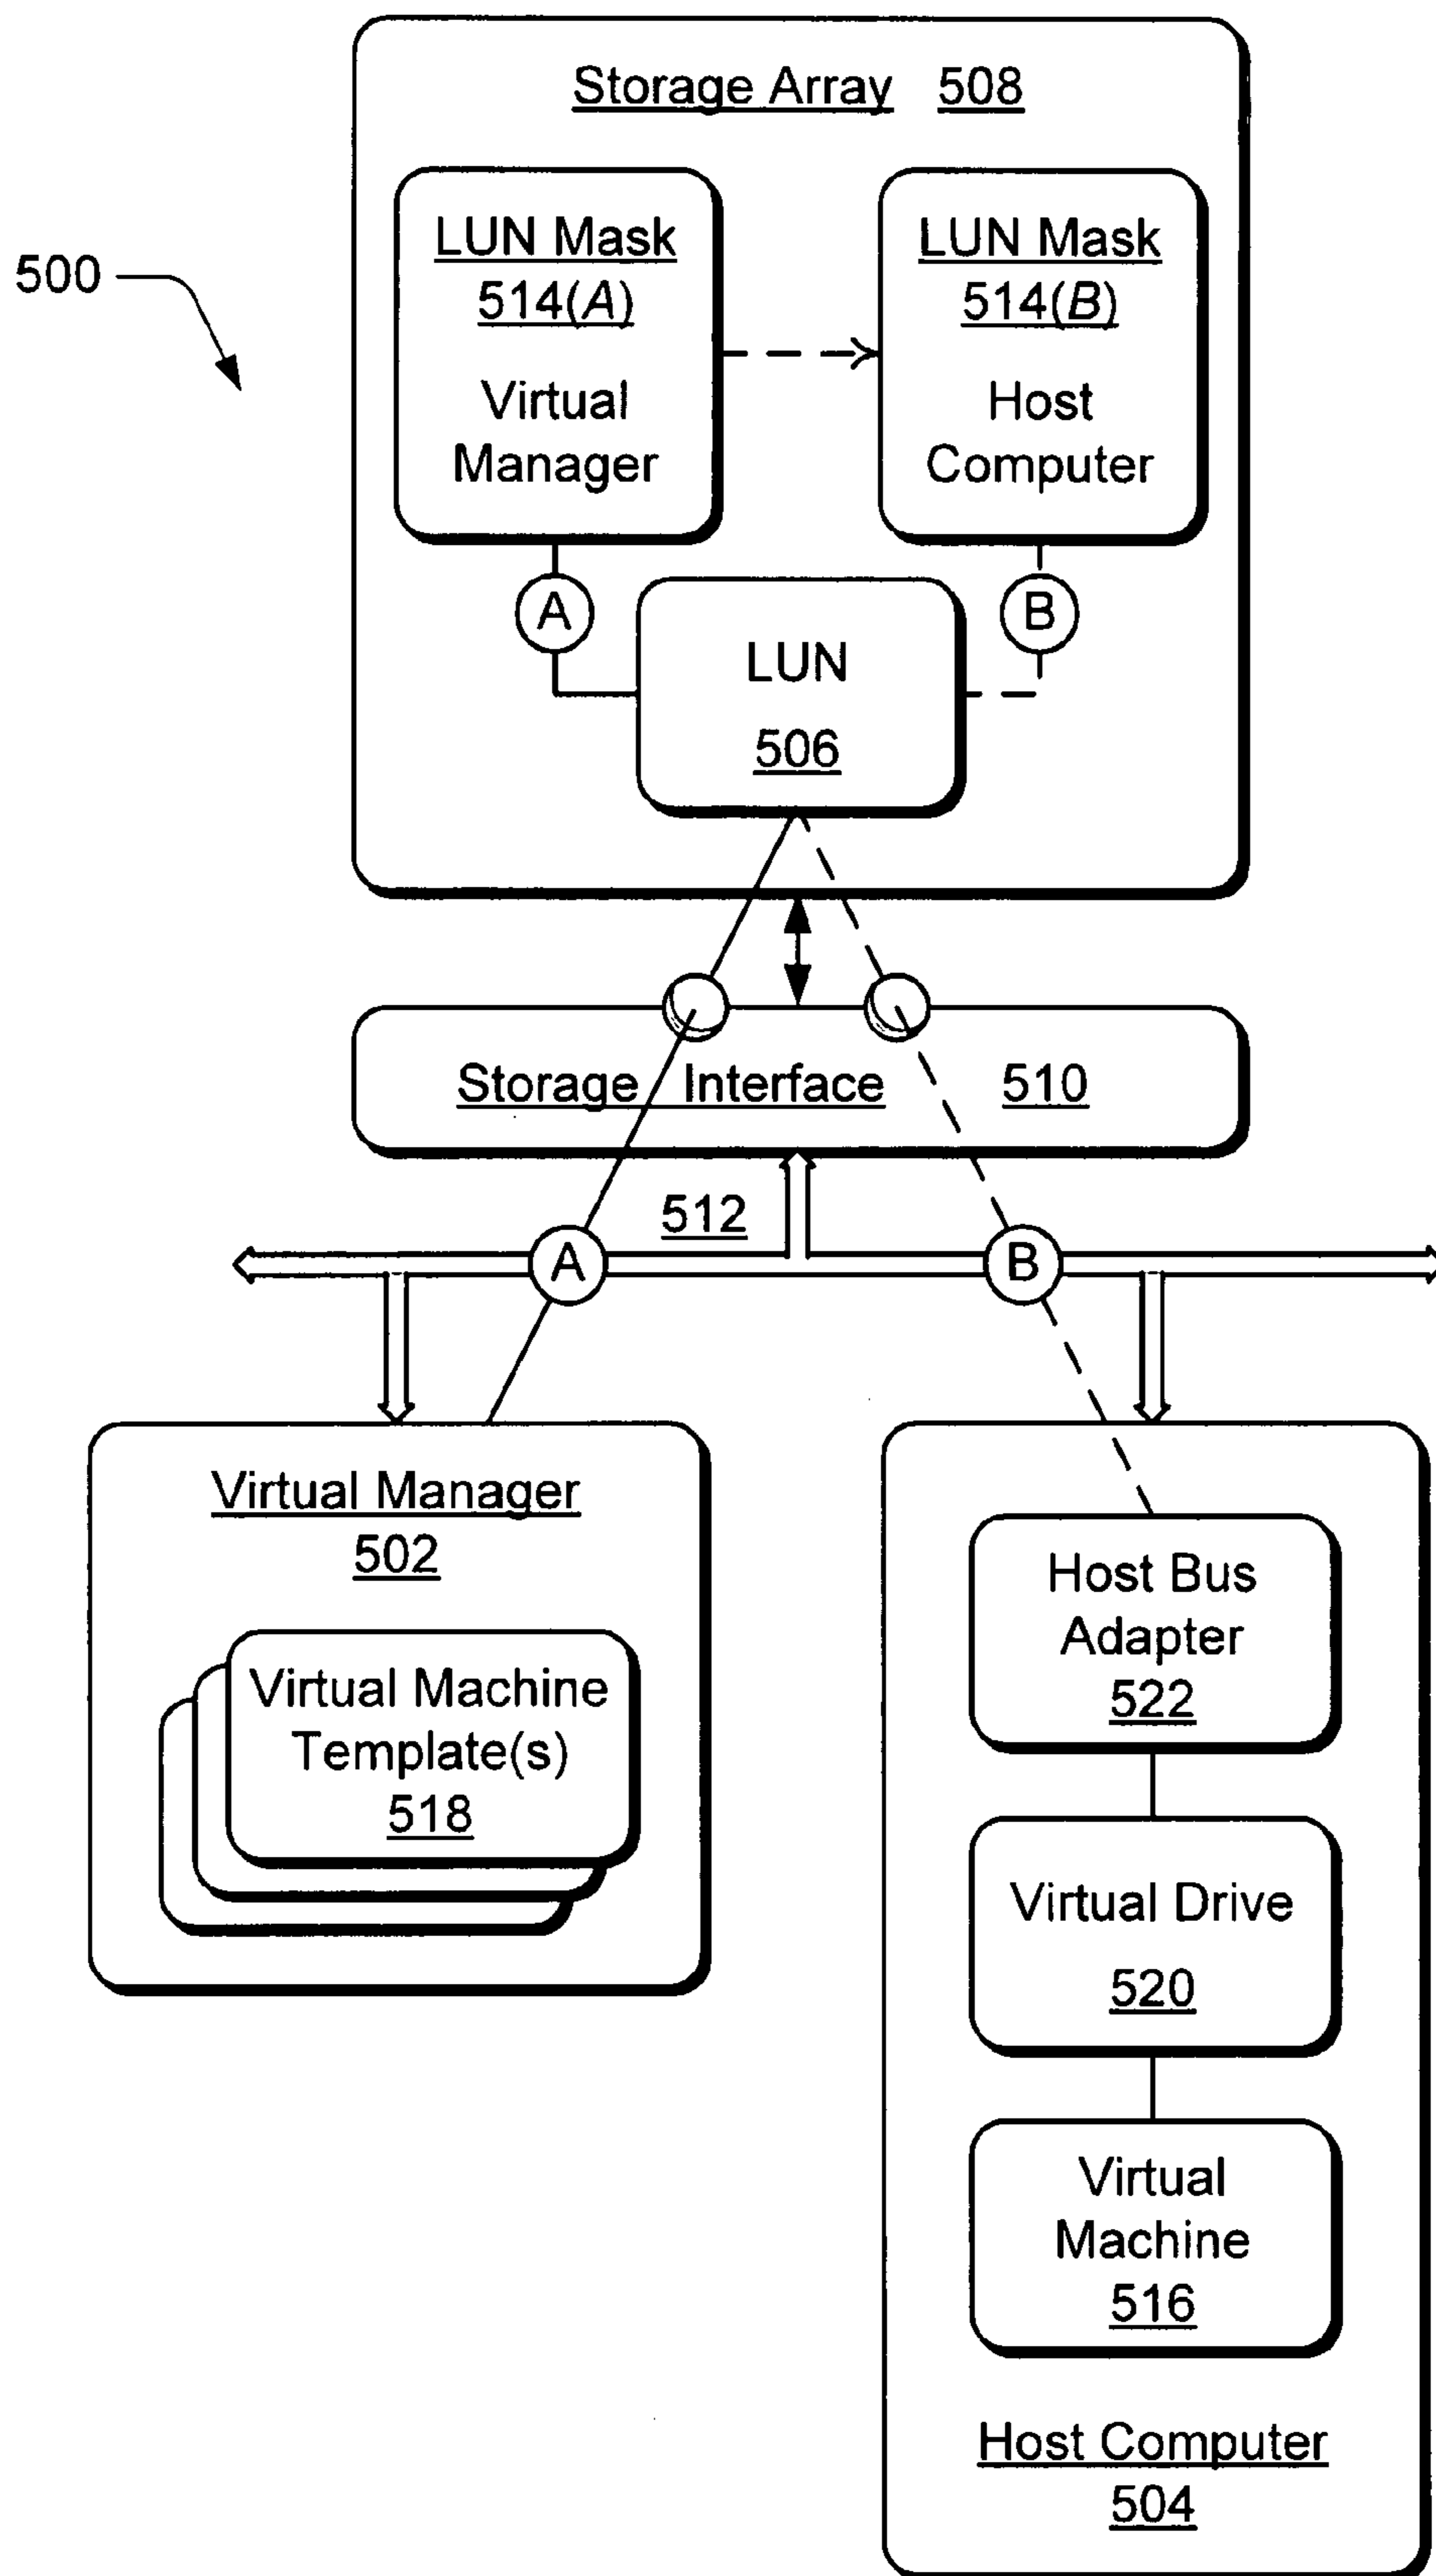 Storage Array 508
LUN Mask
514(A)
Virtual
Manager
LUN Mask
514(B)
Host
Computer
500
A
B
LUN
506
Storage Interface 510
512
A
B
Virtual Manager
502
Virtual Machine
Template(s)
518
Host Bus
Adapter
522
Virtual Drive
520
Virtual
Machine
516
Host Computer
504